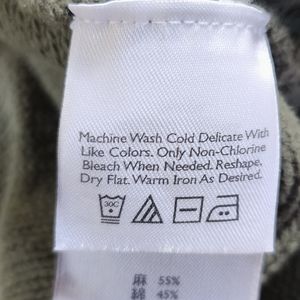 Machine Wash Cold Delicate With
Like Colors. Only Non-Chlorine
Bleach When Needed. Reshape,
Dry Flat. Warm Iron As Desired.
30C
麻 55%
綿 45%